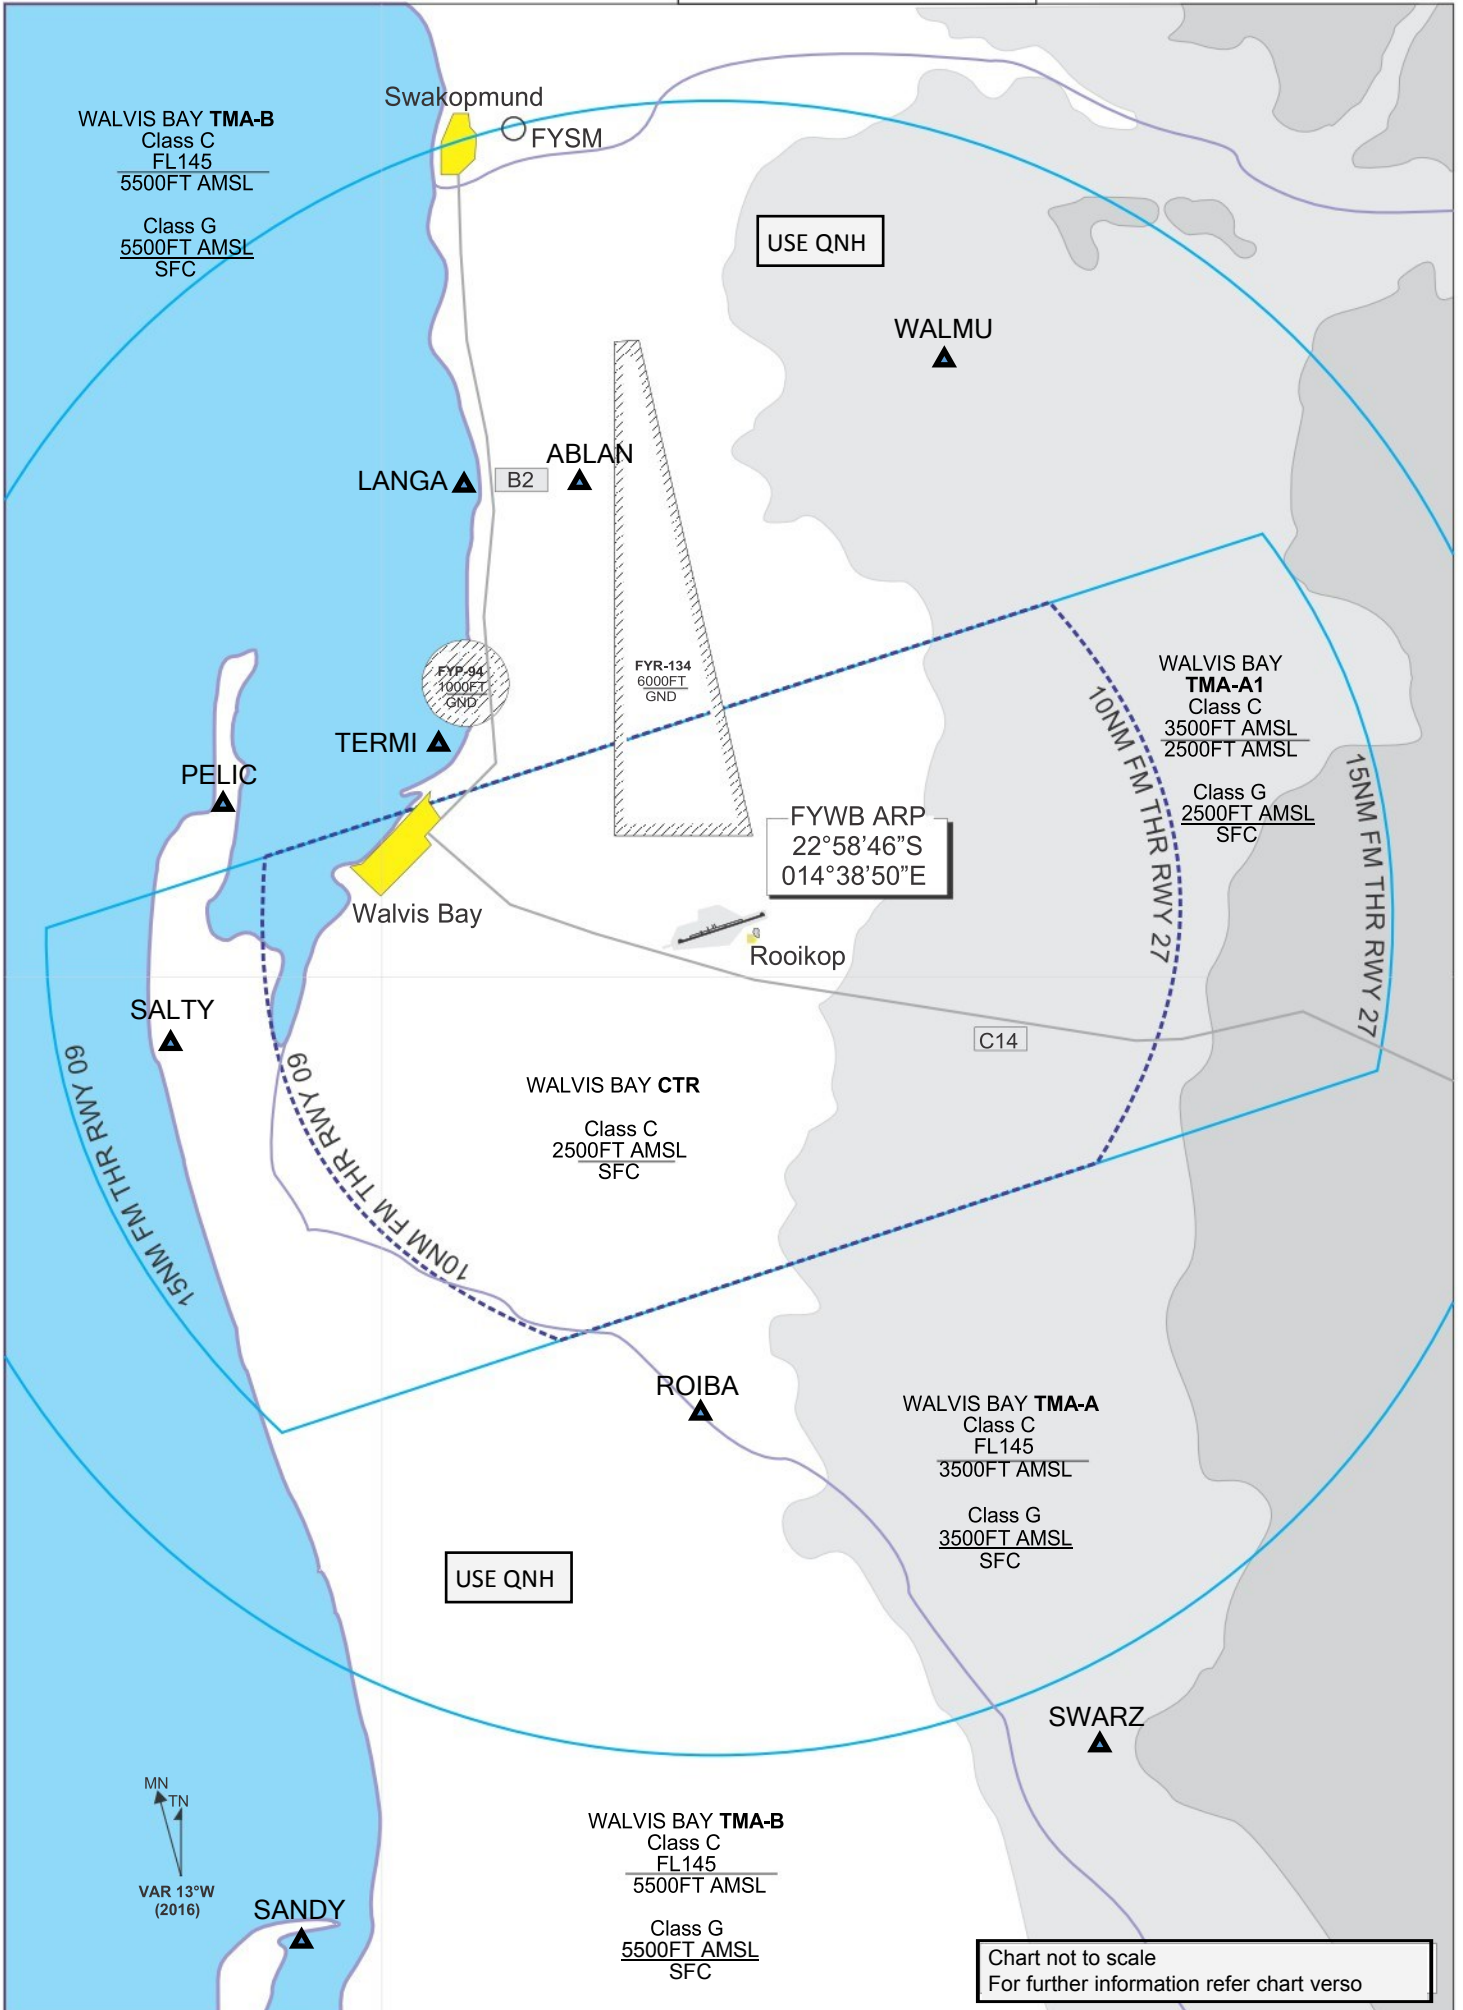 Swakopmund
FYSM
WALVIS BAY TMA-B
Class C
FL145
5500FT AMSL
Class G
5500FT AMSL
SFC
USE QNH
WALMU
ABLAN
LANGA
B2
FYP-94
1000FT
GND
FYR-134
6000FT
GND
WALVIS BAY
TMA-A1
Class C
3500FT AMSL
2500FT AMSL
Class G
2500FT AMSL
SFC
10NM FM THR RWY 27
15NM FM THR RWY 27
TERMI
PELIC
FYWB ARP
22°58'46”S
014°38'50”E
Walvis Bay
Rooikop
SALTY
C14
15NM FM THR RWY 09
10NM FM THR RWY 09
WALVIS BAY CTR
Class C
2500FT AMSL
SFC
ROIBA
WALVIS BAY TMA-A
Class C
FL145
3500FT AMSL
Class G
3500FT AMSL
SFC
USE QNH
SWARZ
MN
TN
VAR 13°W
(2016)
SANDY
WALVIS BAY TMA-B
Class C
FL145
5500FT AMSL
Class G
5500FT AMSL
SFC
Chart not to scale
For further information refer chart verso